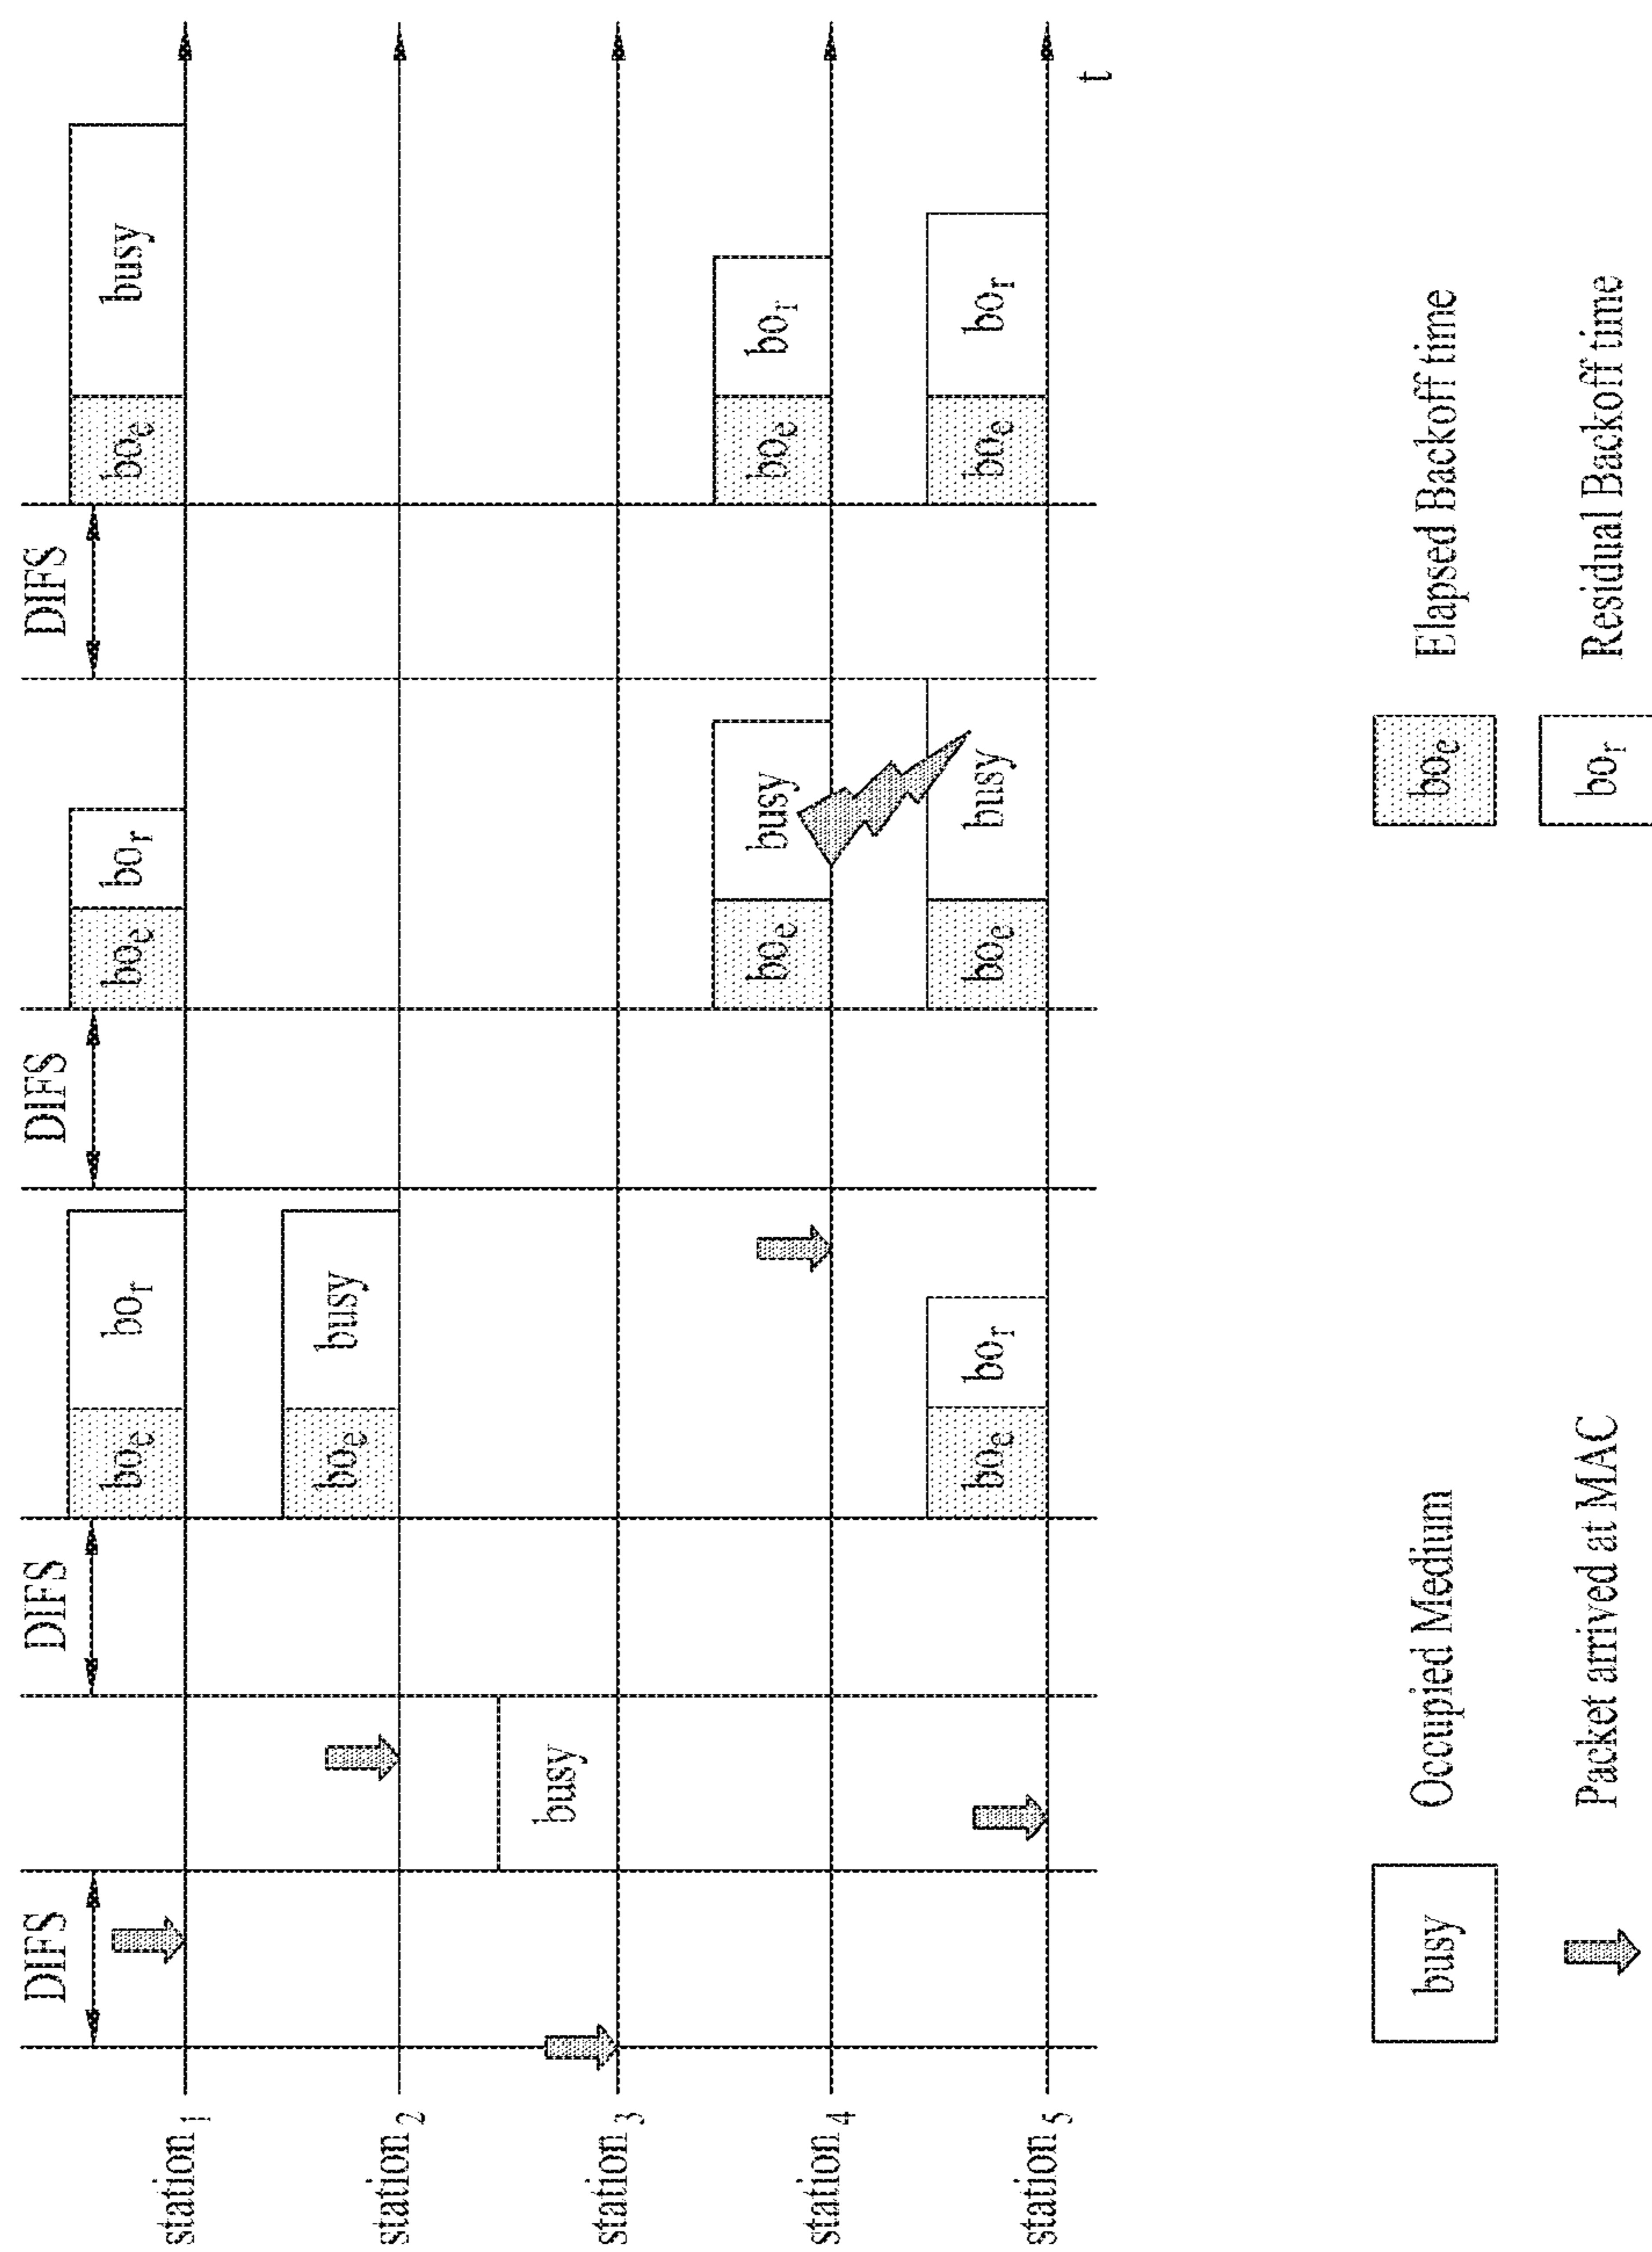 DIFS
DIFS
DIFS
DIFS
station 1
bo_e
bo_r
bo_e
bo_r
bo_e
busy
station 2
bo_e
busy
station 3
busy
station 4
bo_e
busy
bo_e
bo_r
station 5
bo_e
bo_r
bo_e
busy
bo_e
bo_r
t
busy
Occupied Medium
bo_e
Elapsed Backoff time
Packet arrived at MAC
bo_r
Residual Backoff time